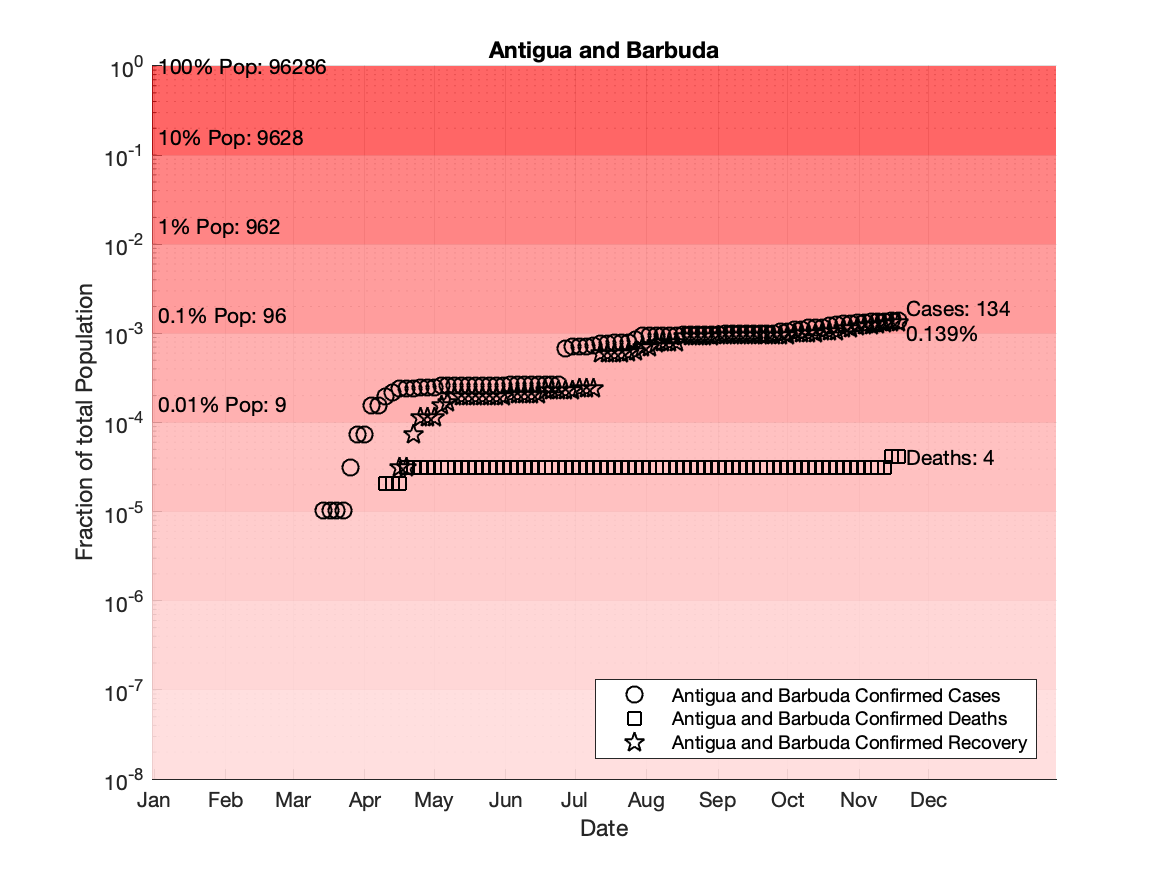 Antigua and Barbuda
10^0
100% Pop: 96286
10% Pop: 9628
10^-1
1% Pop: 962
10^-2
0.1% Pop: 96
Cases: 134
10^-3
0.139%
0.01% Pop: 9
10^-4
Deaths: 4
10^-5
10^-6
10^-7
10^-8
Fraction of total Population
Antigua and Barbuda Confirmed Cases
Antigua and Barbuda Confirmed Deaths
Antigua and Barbuda Confirmed Recovery
Jan Feb Mar Apr May Jun Jul Aug Sep Oct Nov Dec
Date